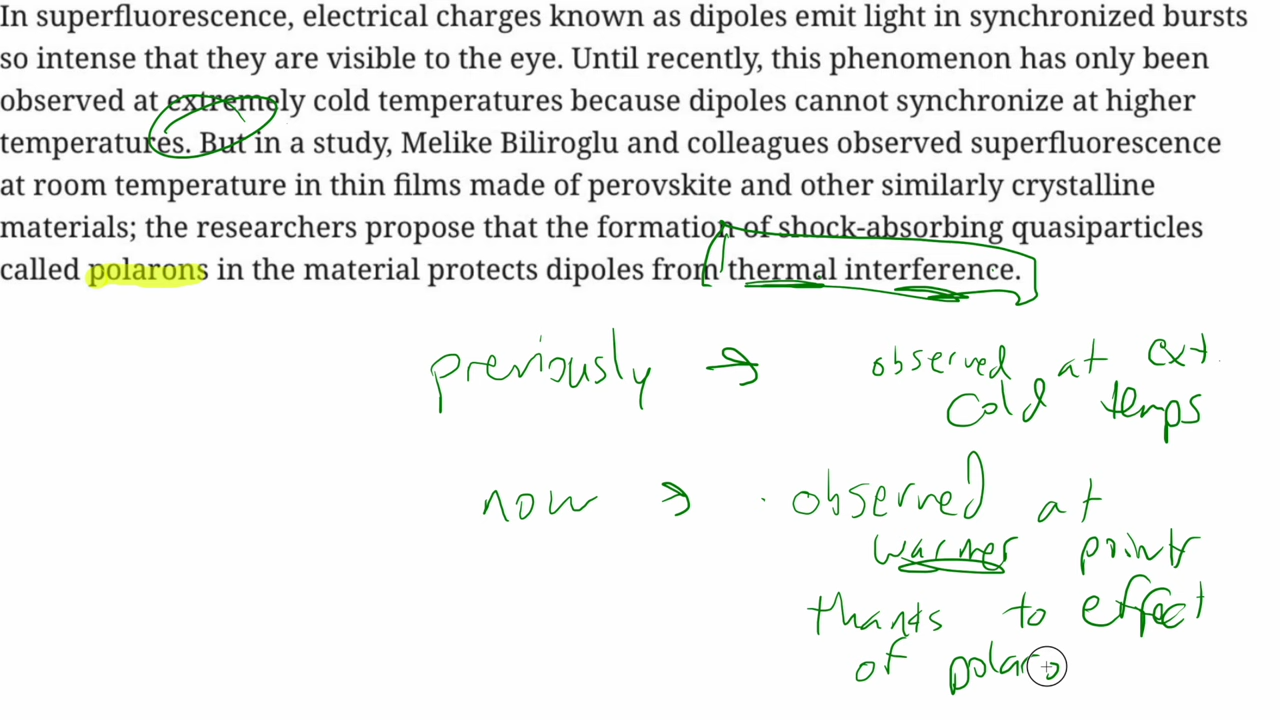 In superfluorescence, electrical charges known as dipoles emit light in synchronized bursts
so intense that they are visible to the eye. Until recently, this phenomenon has only been
observed at extremely cold temperatures because dipoles cannot synchronize at higher
temperatures. But in a study, Melike Biliroglu and colleagues observed superfluorescence
at room temperature in thin films made of perovskite and other similarly crystalline
materials; the researchers propose that the formation of shock-absorbing quasiparticles
called polarons in the material protects dipoles from thermal interference.
previously → observed at ext.
cold temps
now → observed at
warmer points
thanks to effect
of polaro